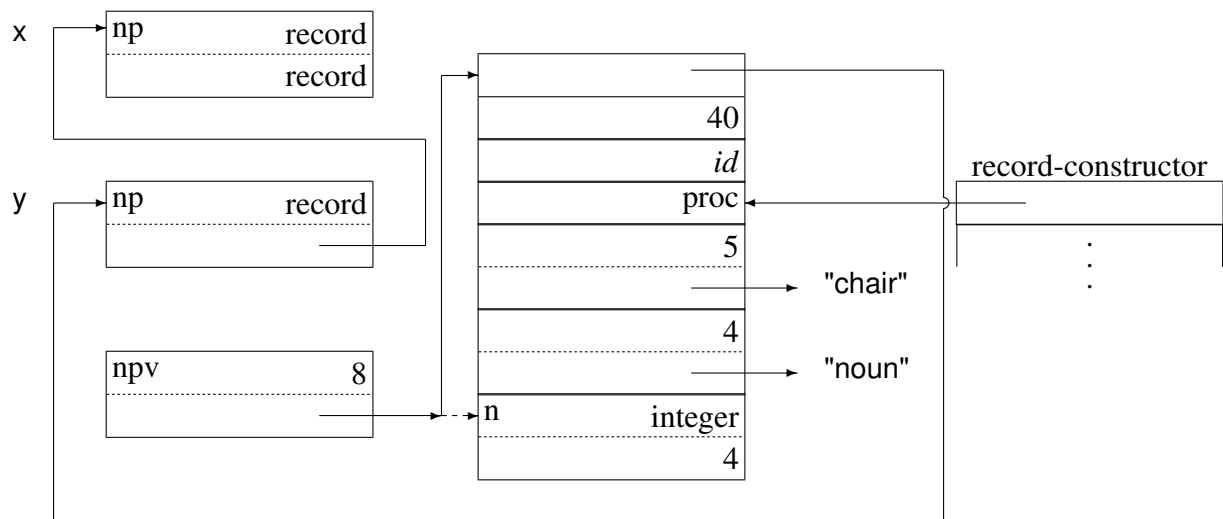 x
np record
record
40
id
record-constructor
y
np record
proc
5
"chair"
npv 8
4
"noun"
n integer
4